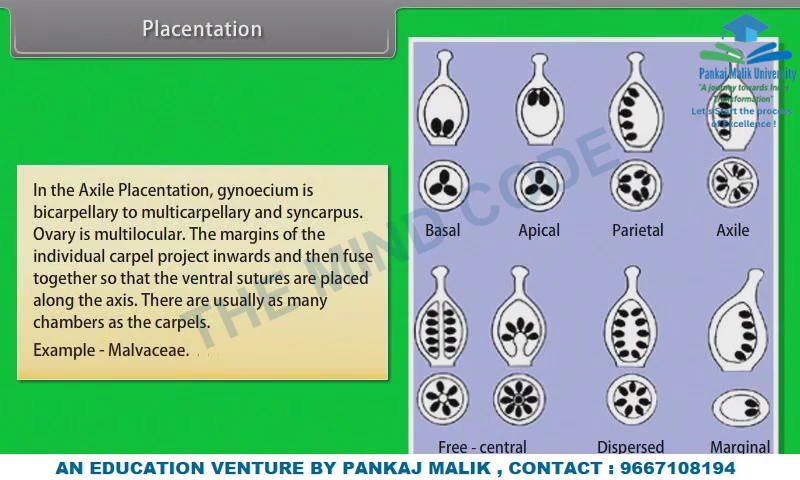 Placentation
Pankaj Malik University
"A journey towards Inner
Transformation"
Let's Start the process
of Excellence !
In the Axile Placentation, gynoecium is
bicarpellary to multicarpellary and syncarpus.
Ovary is multilocular. The margins of the
individual carpel project inwards and then fuse
together so that the ventral sutures are placed
along the axis. There are usually as many
chambers as the carpels.
Example - Malvaceae.
THE MIND CODE
Basal Apical Parietal Axile
Free - central Dispersed Marginal
AN EDUCATION VENTURE BY PANKAJ MALIK , CONTACT : 9667108194